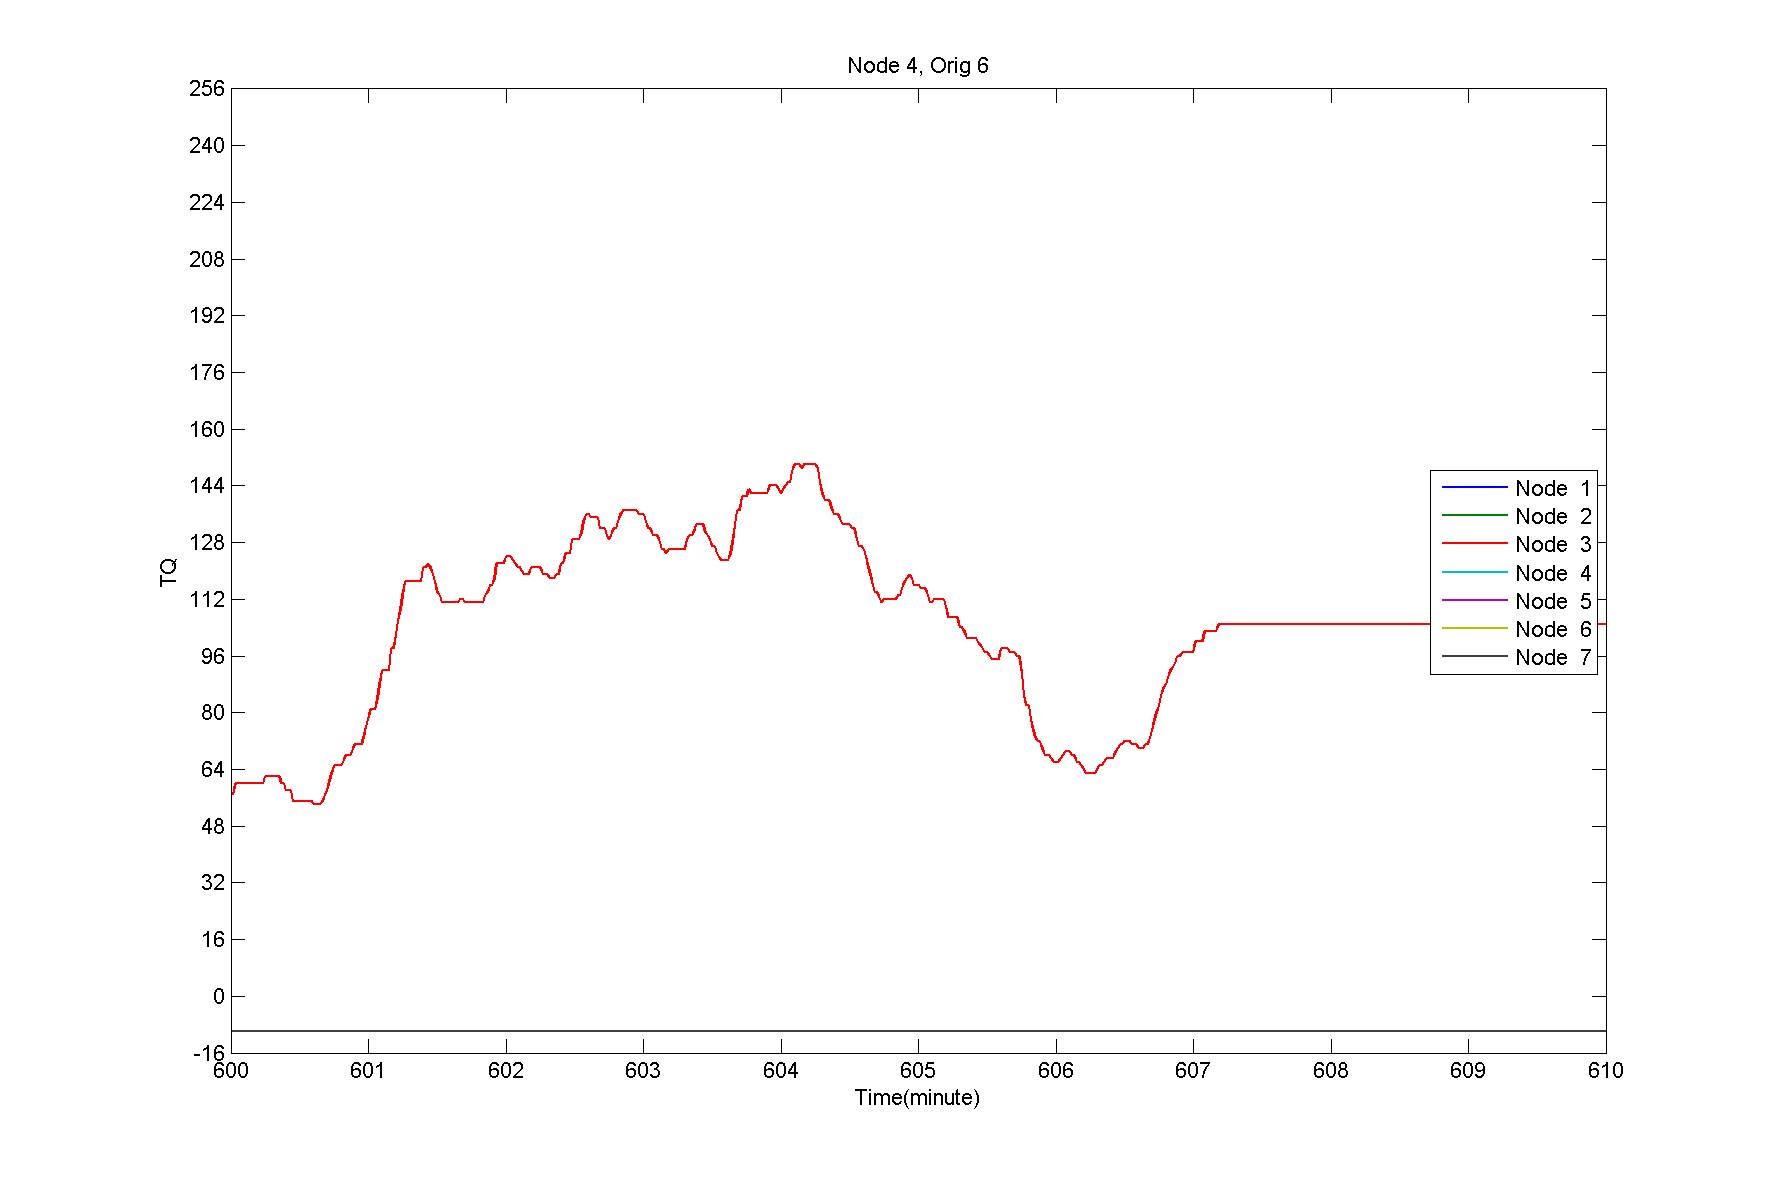 Node 4, Orig 6
256
240
224
208
192
176
160
144
128
112
96
80
64
48
32
16
0
-16
TQ
Node 1
Node 2
Node 3
Node 4
Node 5
Node 6
Node 7
600 601 602 603 604 605 606 607 608 609 610
Time(minute)